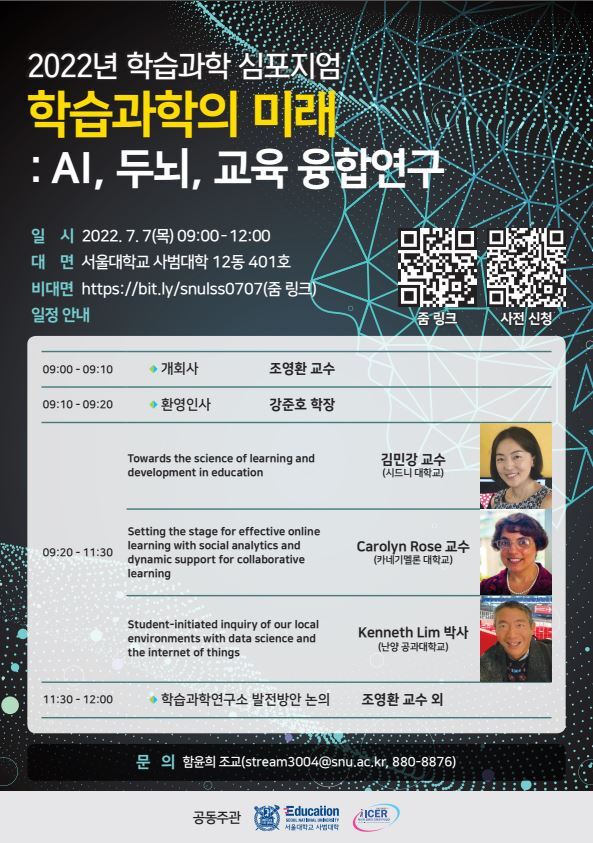 2022년 학습과학 심포지엄
학습과학의 미래
: AI, 두뇌, 교육 융합연구
일 시 2022. 7. 7(목) 09:00 - 12:00
대 면 서울대학교 사범대학 12동 401호
비대면 https://bit.ly/snulss0707(줌 링크)
일정 안내
줌 링크
사전 신청
09:00 - 09:10 개회사 조영환 교수
09:10 - 09:20 환영인사 강준호 학장
09:20 - 11:30
Towards the science of learning and
development in education
김민강 교수
(시드니 대학교)
Setting the stage for effective online
learning with social analytics and
dynamic support for collaborative
learning
Carolyn Rose 교수
(카네기멜론 대학교)
Student-initiated inquiry of our local
environments with data science and
the internet of things
Kenneth Lim 박사
(난양 공과대학교)
11:30 - 12:00 학습과학연구소 발전방안 논의 조영환 교수 외
문 의 함윤희 조교(stream3004@snu.ac.kr, 880-8876)
공동주관
Education
SEOUL NATIONAL UNIVERSITY
서울대학교 사범대학
ICER